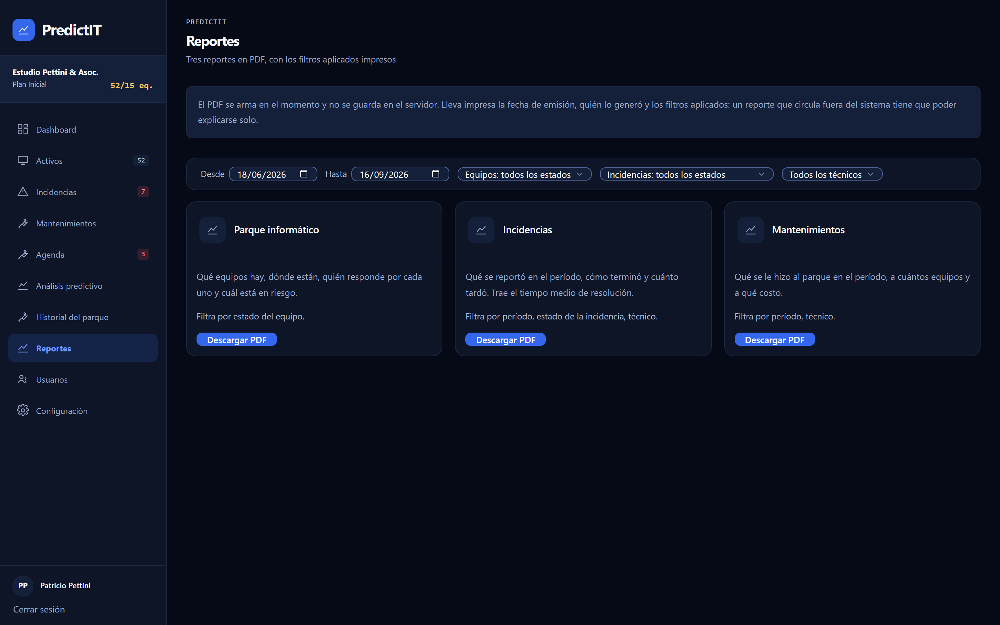 PredictIT
Estudio Pettini & Asoc.
Plan Inicial
52/15 eq.
Dashboard
Activos 52
Incidencias 7
Mantenimientos
Agenda 3
Análisis predictivo
Historial del parque
Reportes
Usuarios
Configuración
PP Patricio Pettini
Cerrar sesión
PREDICTIT
Reportes
Tres reportes en PDF, con los filtros aplicados impresos
El PDF se arma en el momento y no se guarda en el servidor. Lleva impresa la fecha de emisión, quién lo generó y los filtros aplicados: un reporte que circula fuera del sistema tiene que poder
explicarse solo.
Desde 18/06/2026 Hasta 16/09/2026 Equipos: todos los estados Incidencias: todos los estados Todos los técnicos
Parque informático
Qué equipos hay, dónde están, quién responde por cada
uno y cuál está en riesgo.
Filtra por estado del equipo.
Descargar PDF
Incidencias
Qué se reportó en el período, cómo terminó y cuánto
tardó. Trae el tiempo medio de resolución.
Filtra por período, estado de la incidencia, técnico.
Descargar PDF
Mantenimientos
Qué se le hizo al parque en el período, a cuántos equipos y
a qué costo.
Filtra por período, técnico.
Descargar PDF